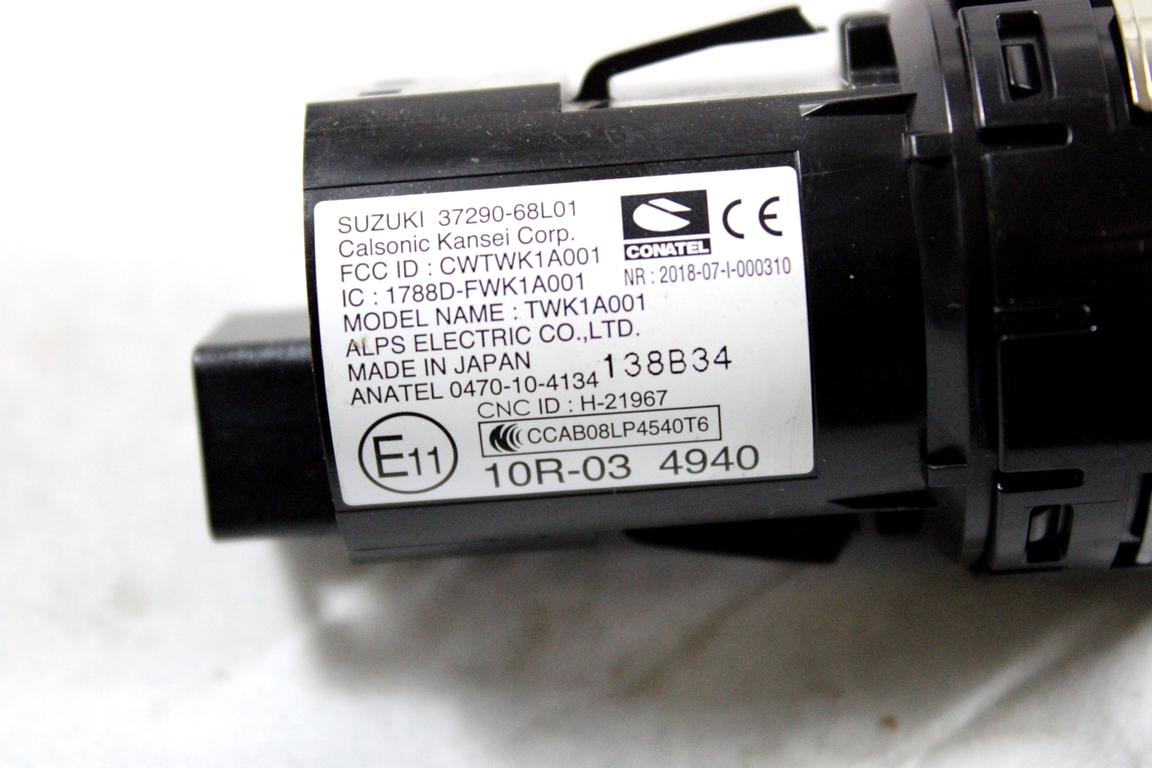 SUZUKI 37290-68L01
Calsonic Kansei Corp.
FCC ID : CWTWK1A001
IC : 1788D-FWK1A001
MODEL NAME : TWK1A001
ALPS ELECTRIC CO.,LTD.
MADE IN JAPAN
138B34
ANATEL 0470-10-4134
CNC ID : H-21967
CCAB08LP4540T6
E11
10R-03 4940
CONATEL
NR : 2018-07-I-000310
CE